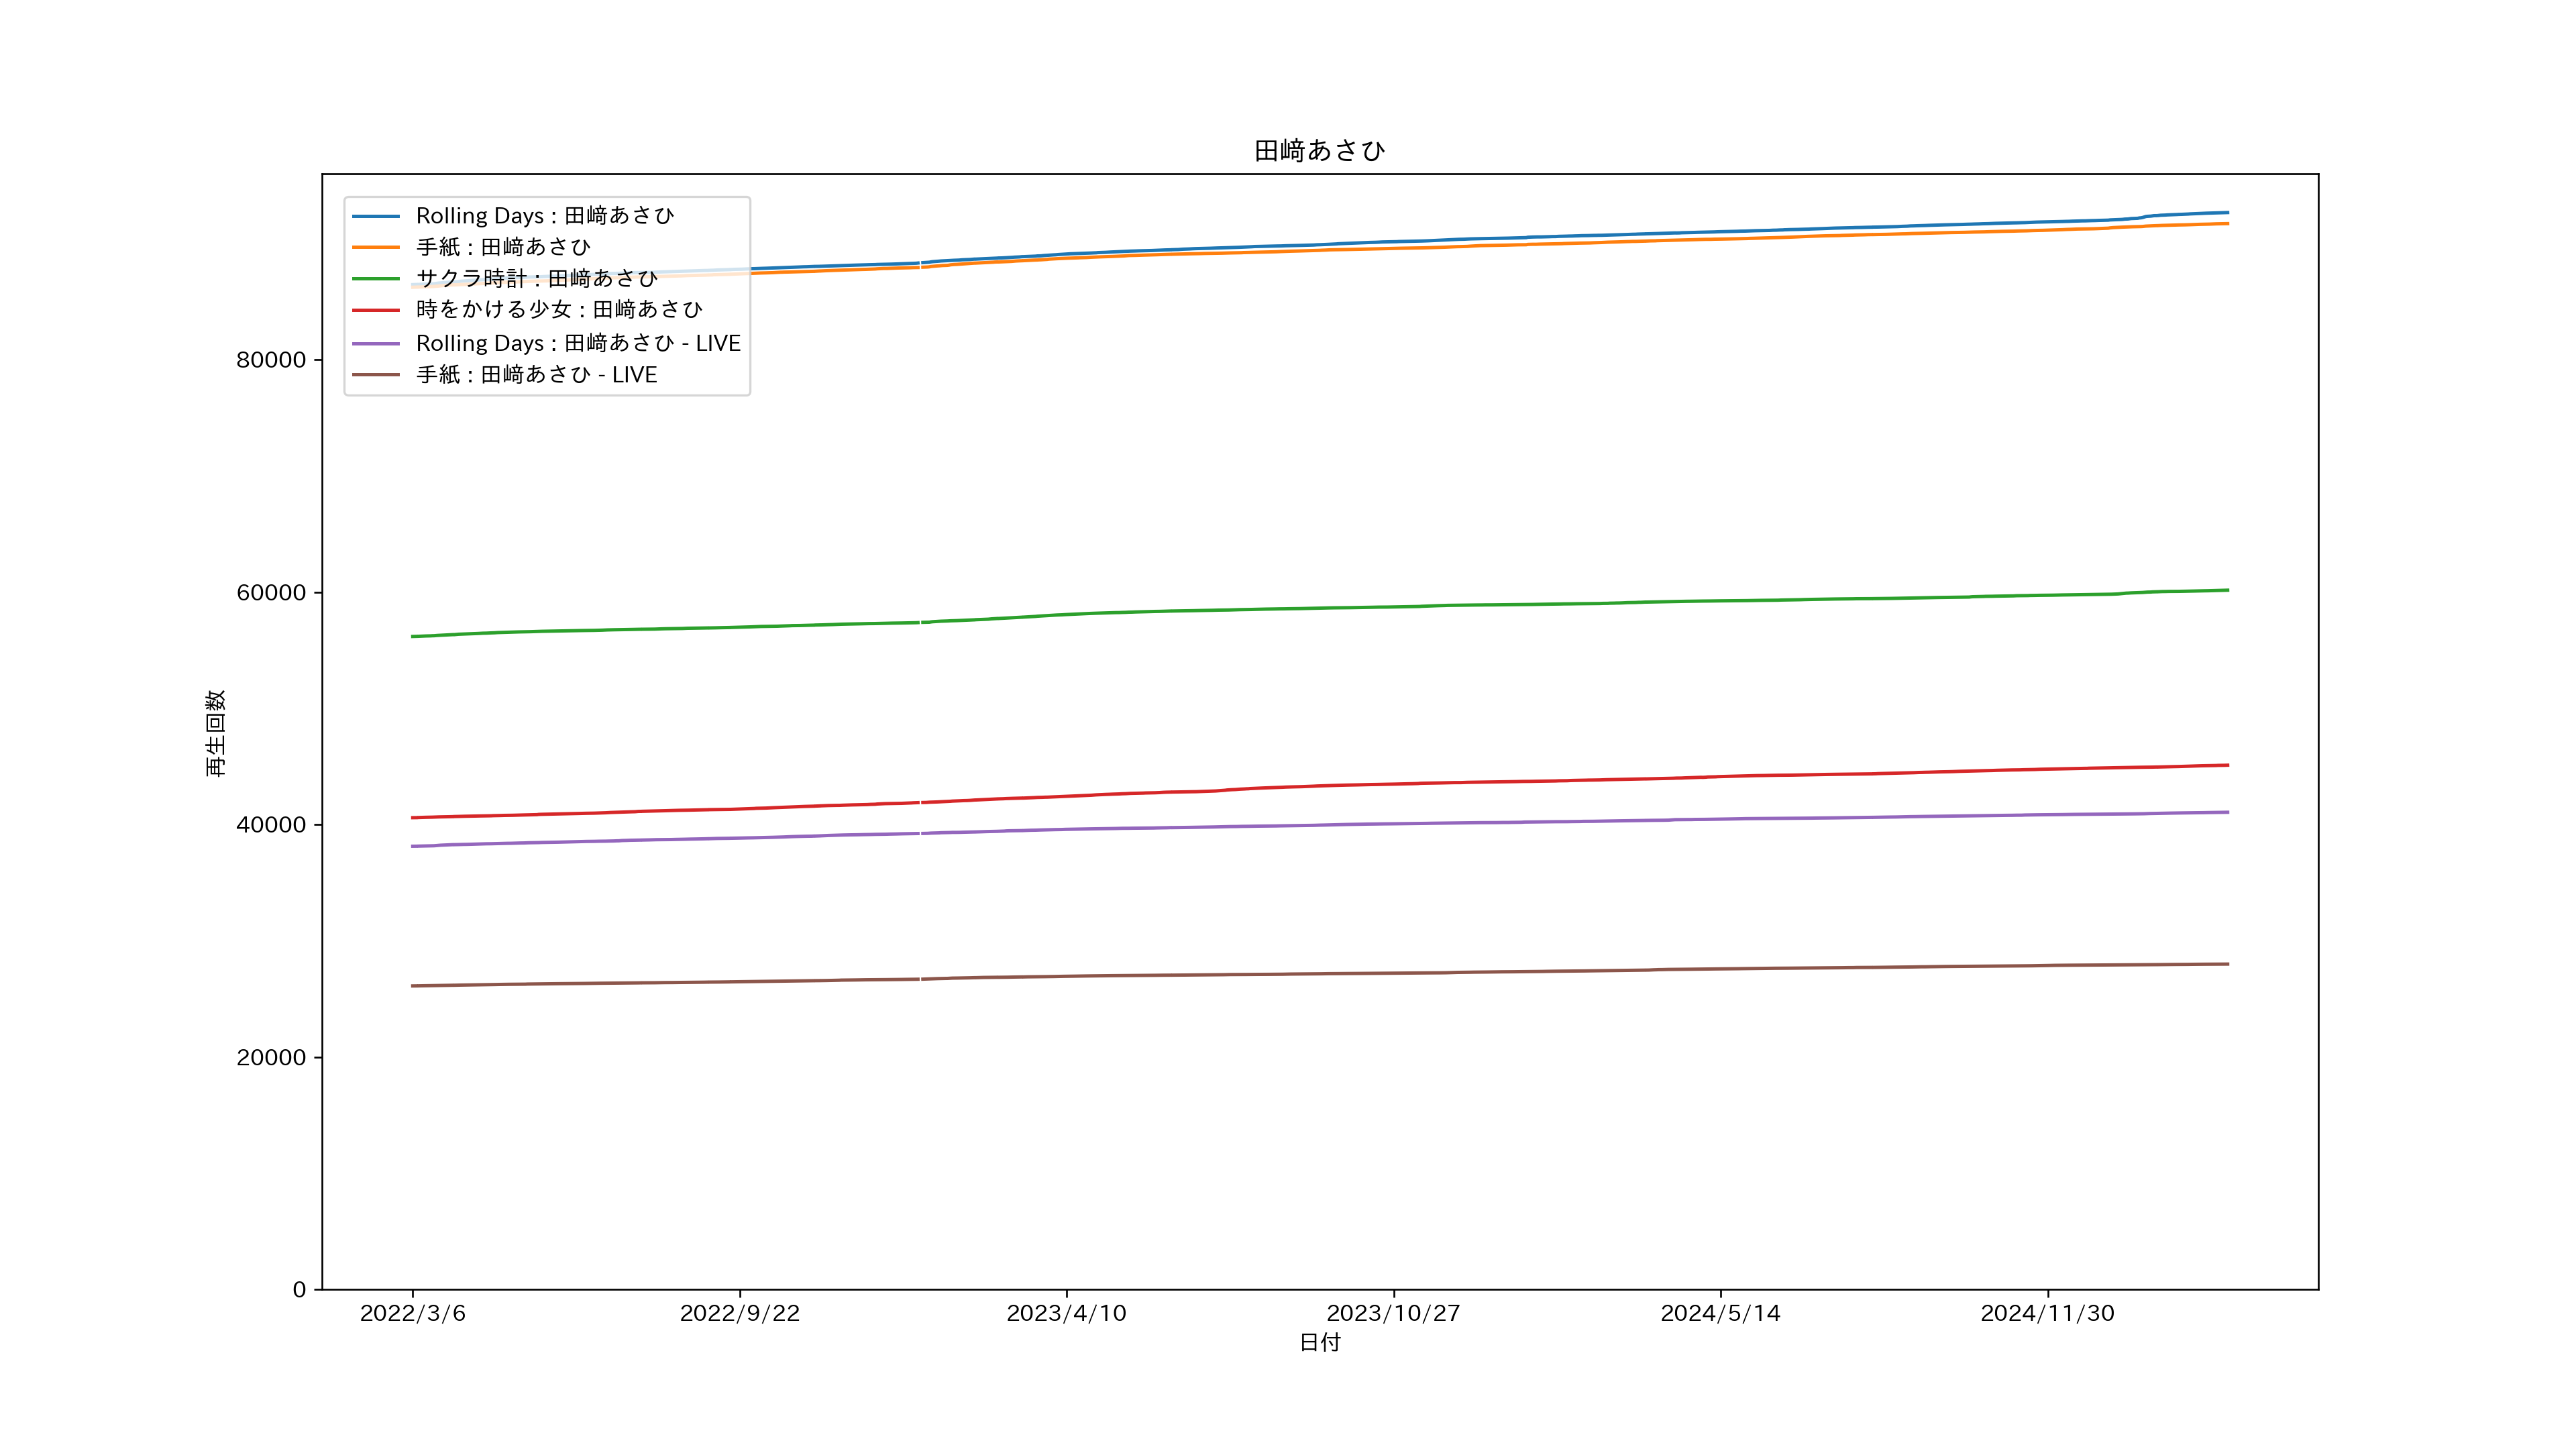 田﨑あさひ
Rolling Days : 田﨑あさひ
手紙 : 田﨑あさひ
サクラ時計 : 田﨑あさひ
時をかける少女 : 田﨑あさひ
Rolling Days : 田﨑あさひ - LIVE
手紙 : 田﨑あさひ - LIVE
再生回数
80000
60000
40000
20000
0
2022/3/6
2022/9/22
2023/4/10
2023/10/27
2024/5/14
2024/11/30
日付